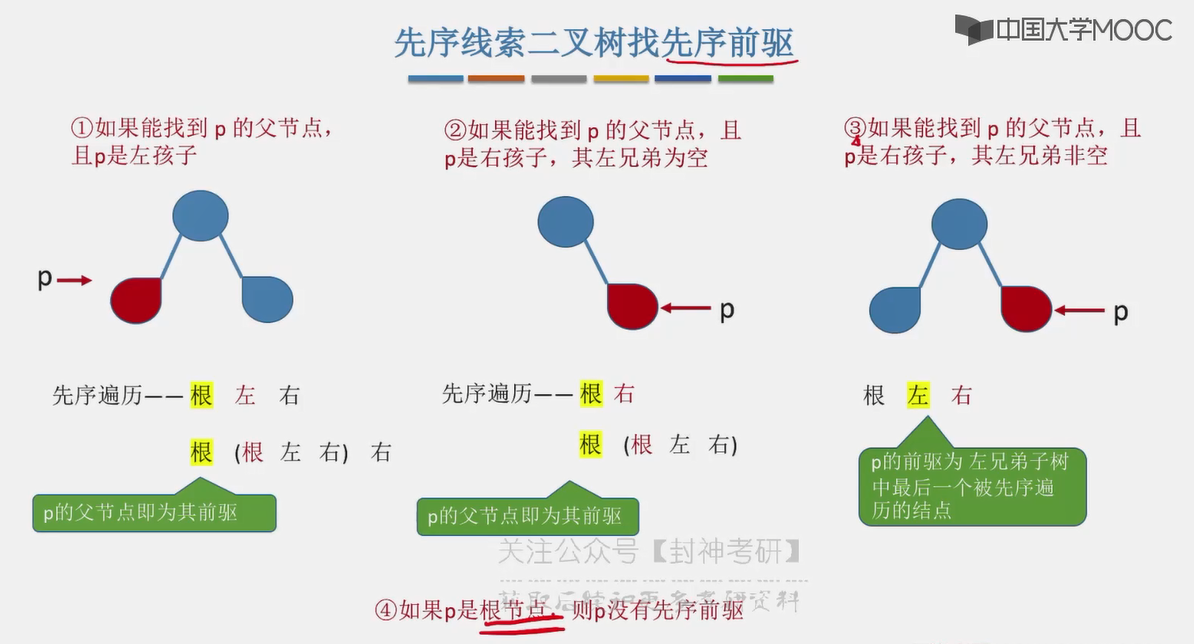 中国大学MOOC
先序线索二叉树找先序前驱
①如果能找到 p 的父节点，
且p是左孩子
②如果能找到 p 的父节点，且
p是右孩子，其左兄弟为空
③如果能找到 p 的父节点，且
p是右孩子，其左兄弟非空
p
p
p
先序遍历—— 根 左 右
根 (根 左 右) 右
p的父节点即为其前驱
先序遍历—— 根 右
根 (根 左 右)
p的父节点即为其前驱
根 左 右
p的前驱为 左兄弟子树
中最后一个被先序遍
历的结点
关注公众号【封神考研】
考研资料
④如果p是根节点，则p没有先序前驱